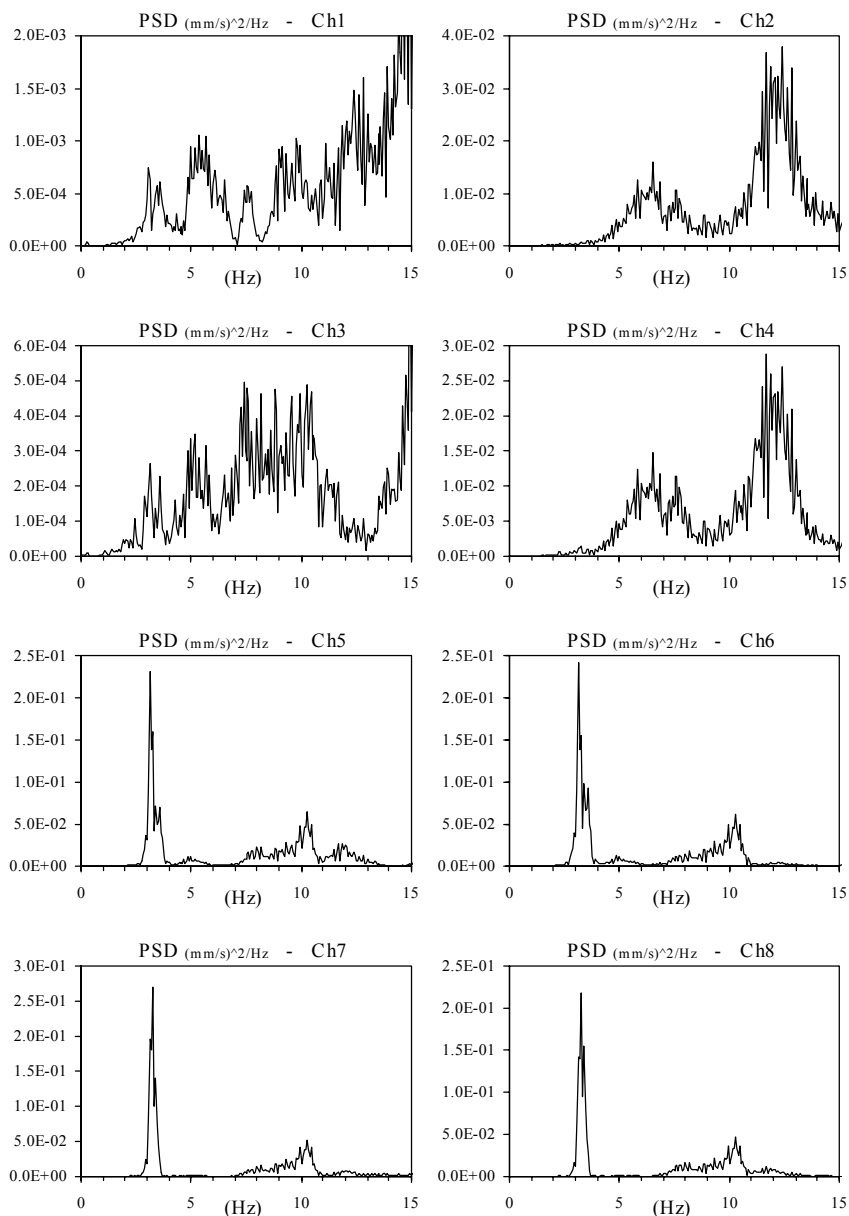 PSD (mm/s)^2/Hz - Ch1
2.0E-03
1.5E-03
1.0E-03
5.0E-04
0.0E+00
0 5 10 15
(Hz)
PSD (mm/s)^2/Hz - Ch2
4.0E-02
3.0E-02
2.0E-02
1.0E-02
0.0E+00
0 5 10 15
(Hz)
PSD (mm/s)^2/Hz - Ch3
6.0E-04
5.0E-04
4.0E-04
3.0E-04
2.0E-04
1.0E-04
0.0E+00
0 5 10 15
(Hz)
PSD (mm/s)^2/Hz - Ch4
3.0E-02
2.5E-02
2.0E-02
1.5E-02
1.0E-02
5.0E-03
0.0E+00
0 5 10 15
(Hz)
PSD (mm/s)^2/Hz - Ch5
2.5E-01
2.0E-01
1.5E-01
1.0E-01
5.0E-02
0.0E+00
0 5 10 15
(Hz)
PSD (mm/s)^2/Hz - Ch6
2.5E-01
2.0E-01
1.5E-01
1.0E-01
5.0E-02
0.0E+00
0 5 10 15
(Hz)
PSD (mm/s)^2/Hz - Ch7
3.0E-01
2.5E-01
2.0E-01
1.5E-01
1.0E-01
5.0E-02
0.0E+00
0 5 10 15
(Hz)
PSD (mm/s)^2/Hz - Ch8
2.5E-01
2.0E-01
1.5E-01
1.0E-01
5.0E-02
0.0E+00
0 5 10 15
(Hz)